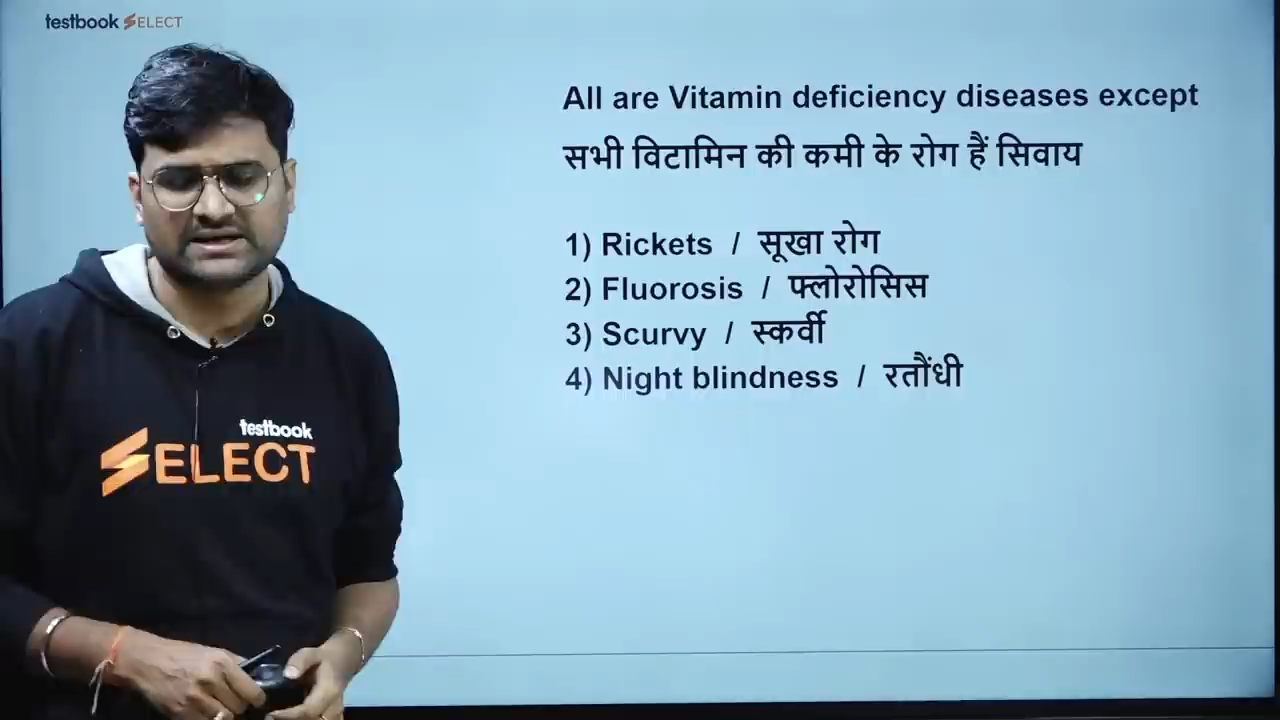 testbook SELECT
All are Vitamin deficiency diseases except
सभी विटामिन की कमी के रोग हैं सिवाय
1) Rickets / सूखा रोग
2) Fluorosis / फ्लोरोसिस
3) Scurvy / स्कर्वी
4) Night blindness / रतौंधी
testbook
SELECT